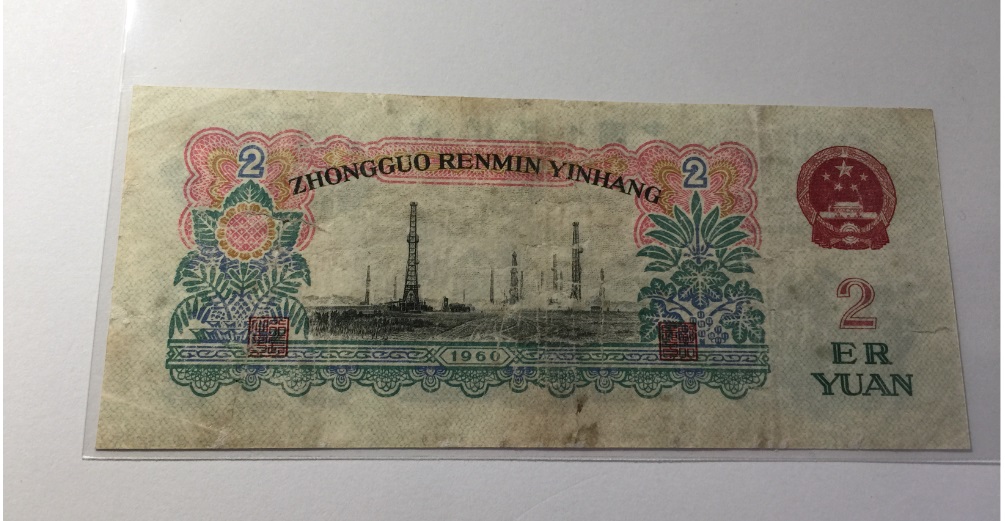 2
2
ZHONGGUO RENMIN YINHANG
1960
2
ER
YUAN